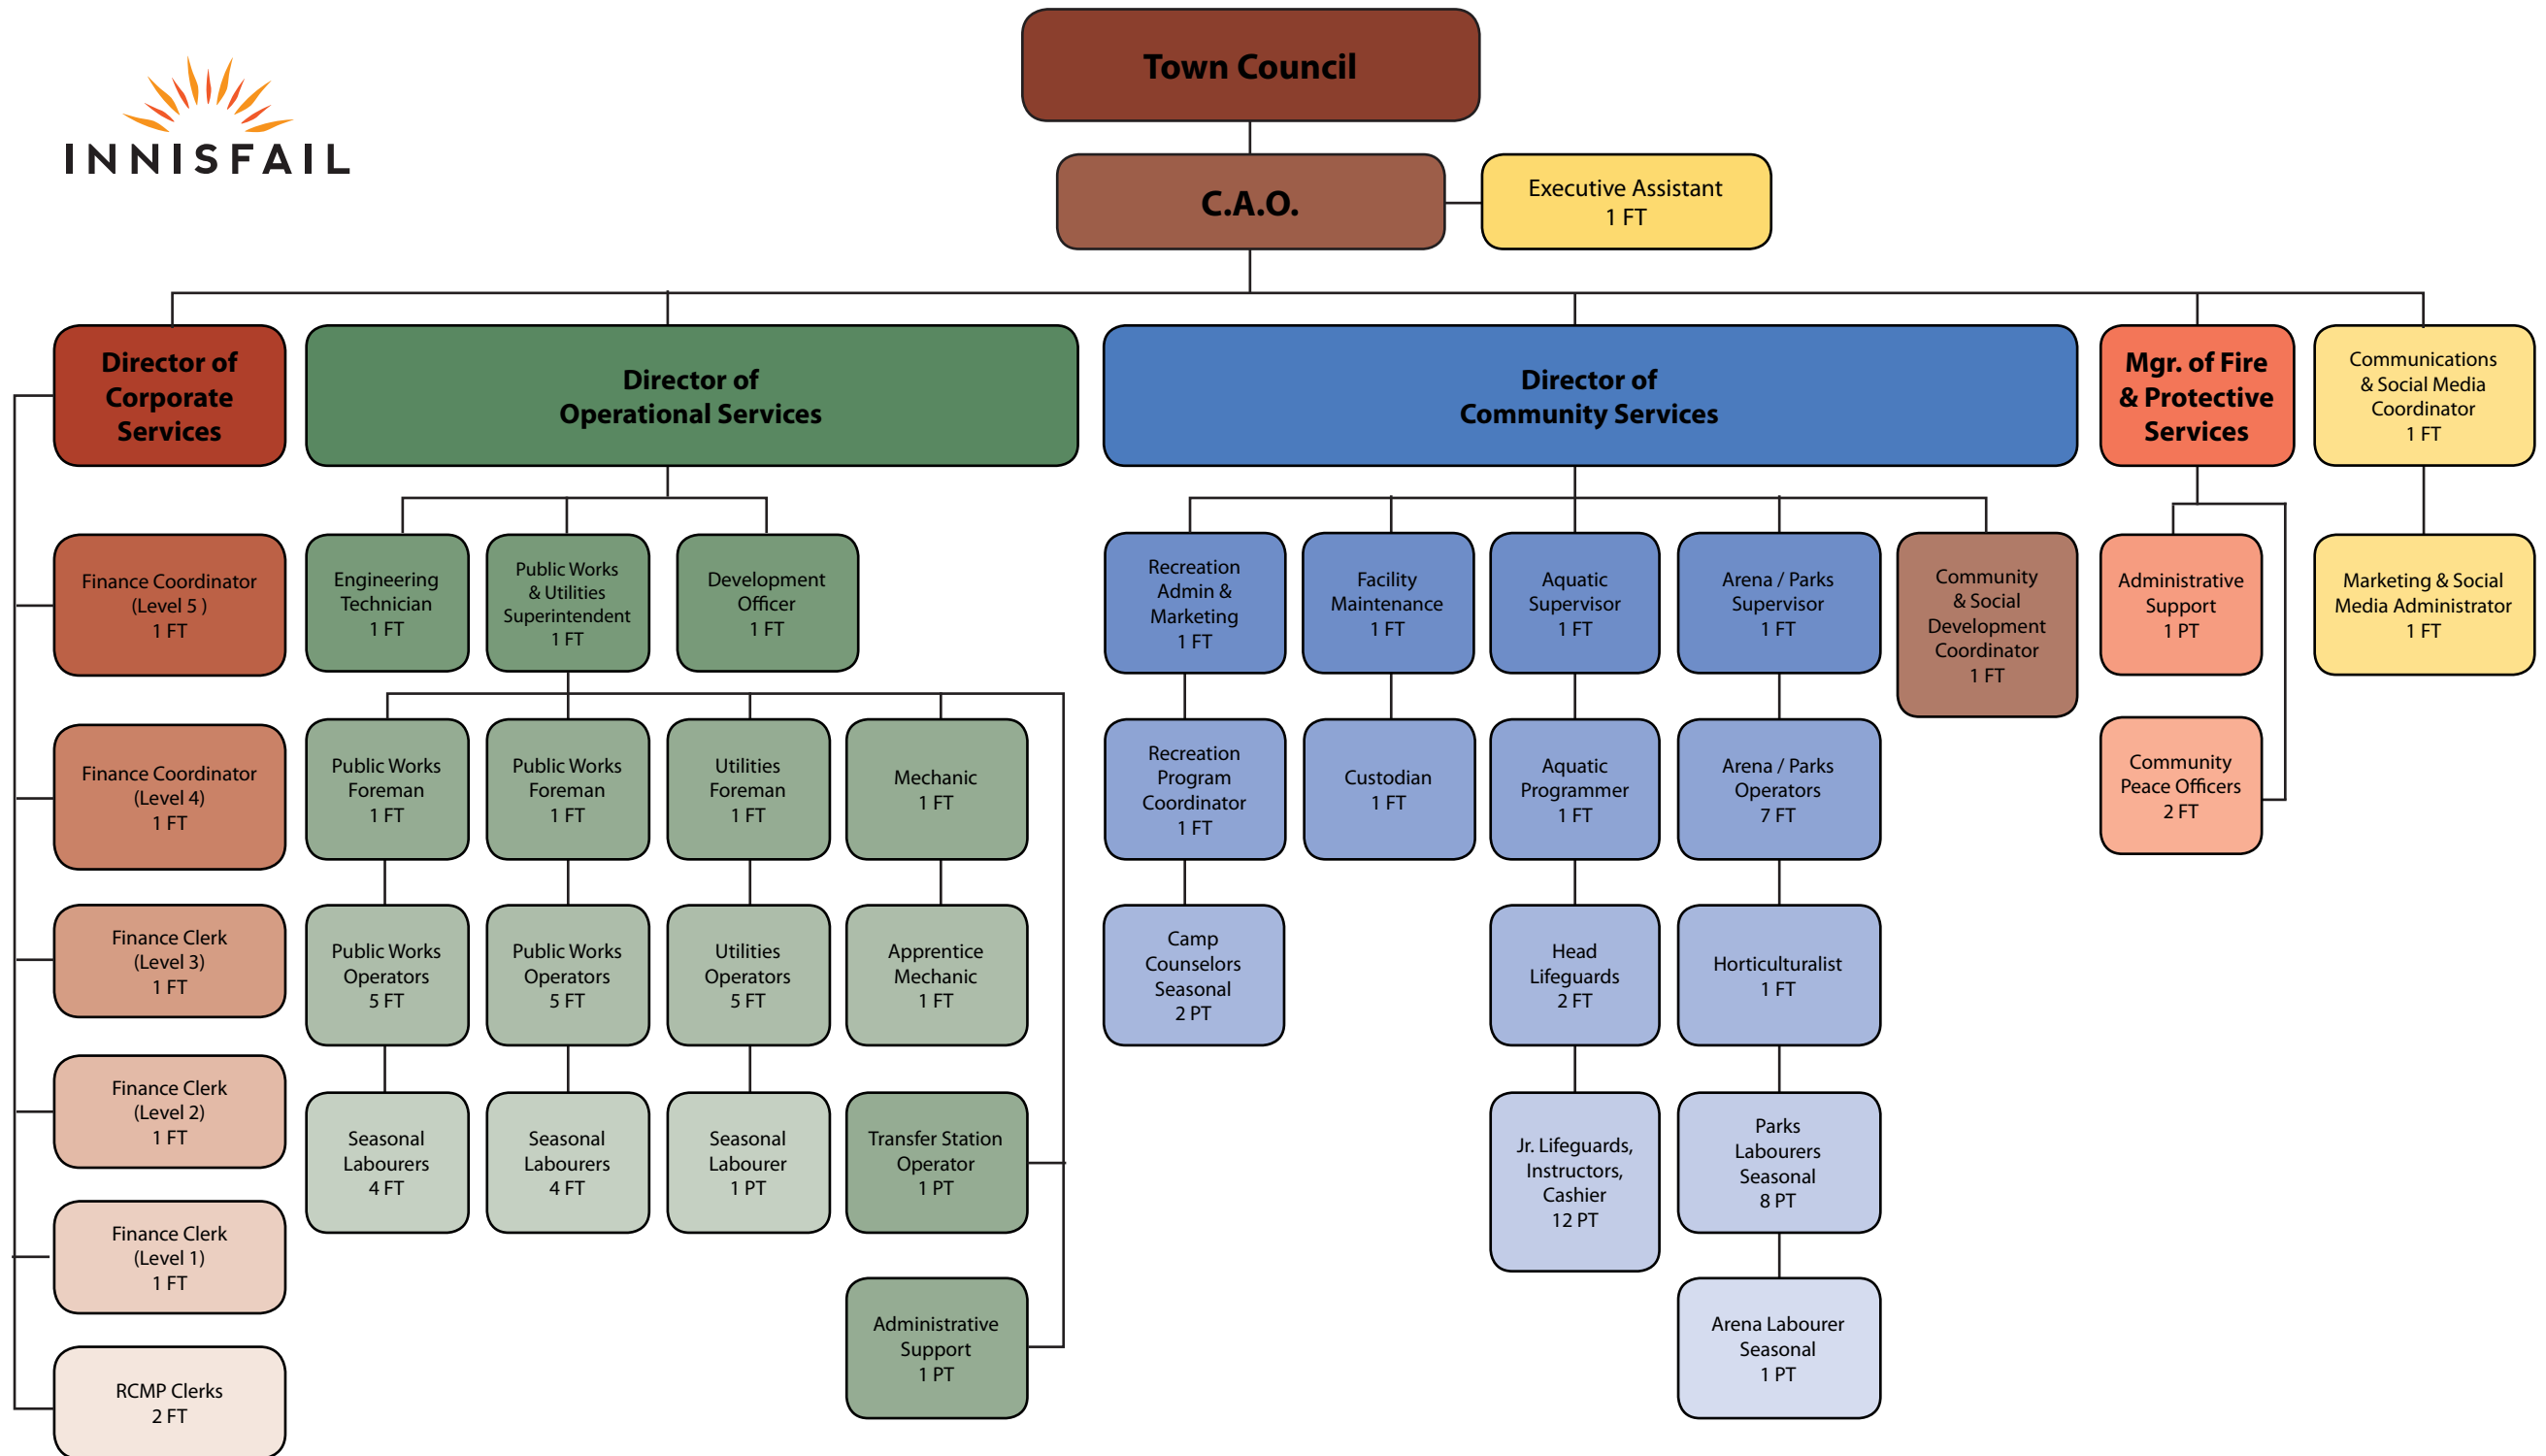 INNISFAIL
Town Council
C.A.O.
Executive Assistant
1 FT
Director of
Corporate
Services
Director of
Operational Services
Director of
Community Services
Mgr. of Fire
& Protective
Services
Communications
& Social Media
Coordinator
1 FT
Finance Coordinator
(Level 5 )
1 FT
Engineering
Technician
1 FT
Public Works
& Utilities
Superintendent
1 FT
Development
Officer
1 FT
Recreation
Admin &
Marketing
1 FT
Facility
Maintenance
1 FT
Aquatic
Supervisor
1 FT
Arena / Parks
Supervisor
1 FT
Community
& Social
Development
Coordinator
1 FT
Administrative
Support
1 PT
Marketing & Social
Media Administrator
1 FT
Finance Coordinator
(Level 4)
1 FT
Public Works
Foreman
1 FT
Public Works
Foreman
1 FT
Utilities
Foreman
1 FT
Mechanic
1 FT
Recreation
Program
Coordinator
1 FT
Custodian
1 FT
Aquatic
Programmer
1 FT
Arena / Parks
Operators
7 FT
Community
Peace Officers
2 FT
Finance Clerk
(Level 3)
1 FT
Public Works
Operators
5 FT
Public Works
Operators
5 FT
Utilities
Operators
5 FT
Apprentice
Mechanic
1 FT
Camp
Counselors
Seasonal
2 PT
Head
Lifeguards
2 FT
Horticulturalist
1 FT
Finance Clerk
(Level 2)
1 FT
Seasonal
Labourers
4 FT
Seasonal
Labourers
4 FT
Seasonal
Labourer
1 PT
Transfer Station
Operator
1 PT
Jr. Lifeguards,
Instructors,
Cashier
12 PT
Parks
Labourers
Seasonal
8 PT
Finance Clerk
(Level 1)
1 FT
Administrative
Support
1 PT
Arena Labourer
Seasonal
1 PT
RCMP Clerks
2 FT